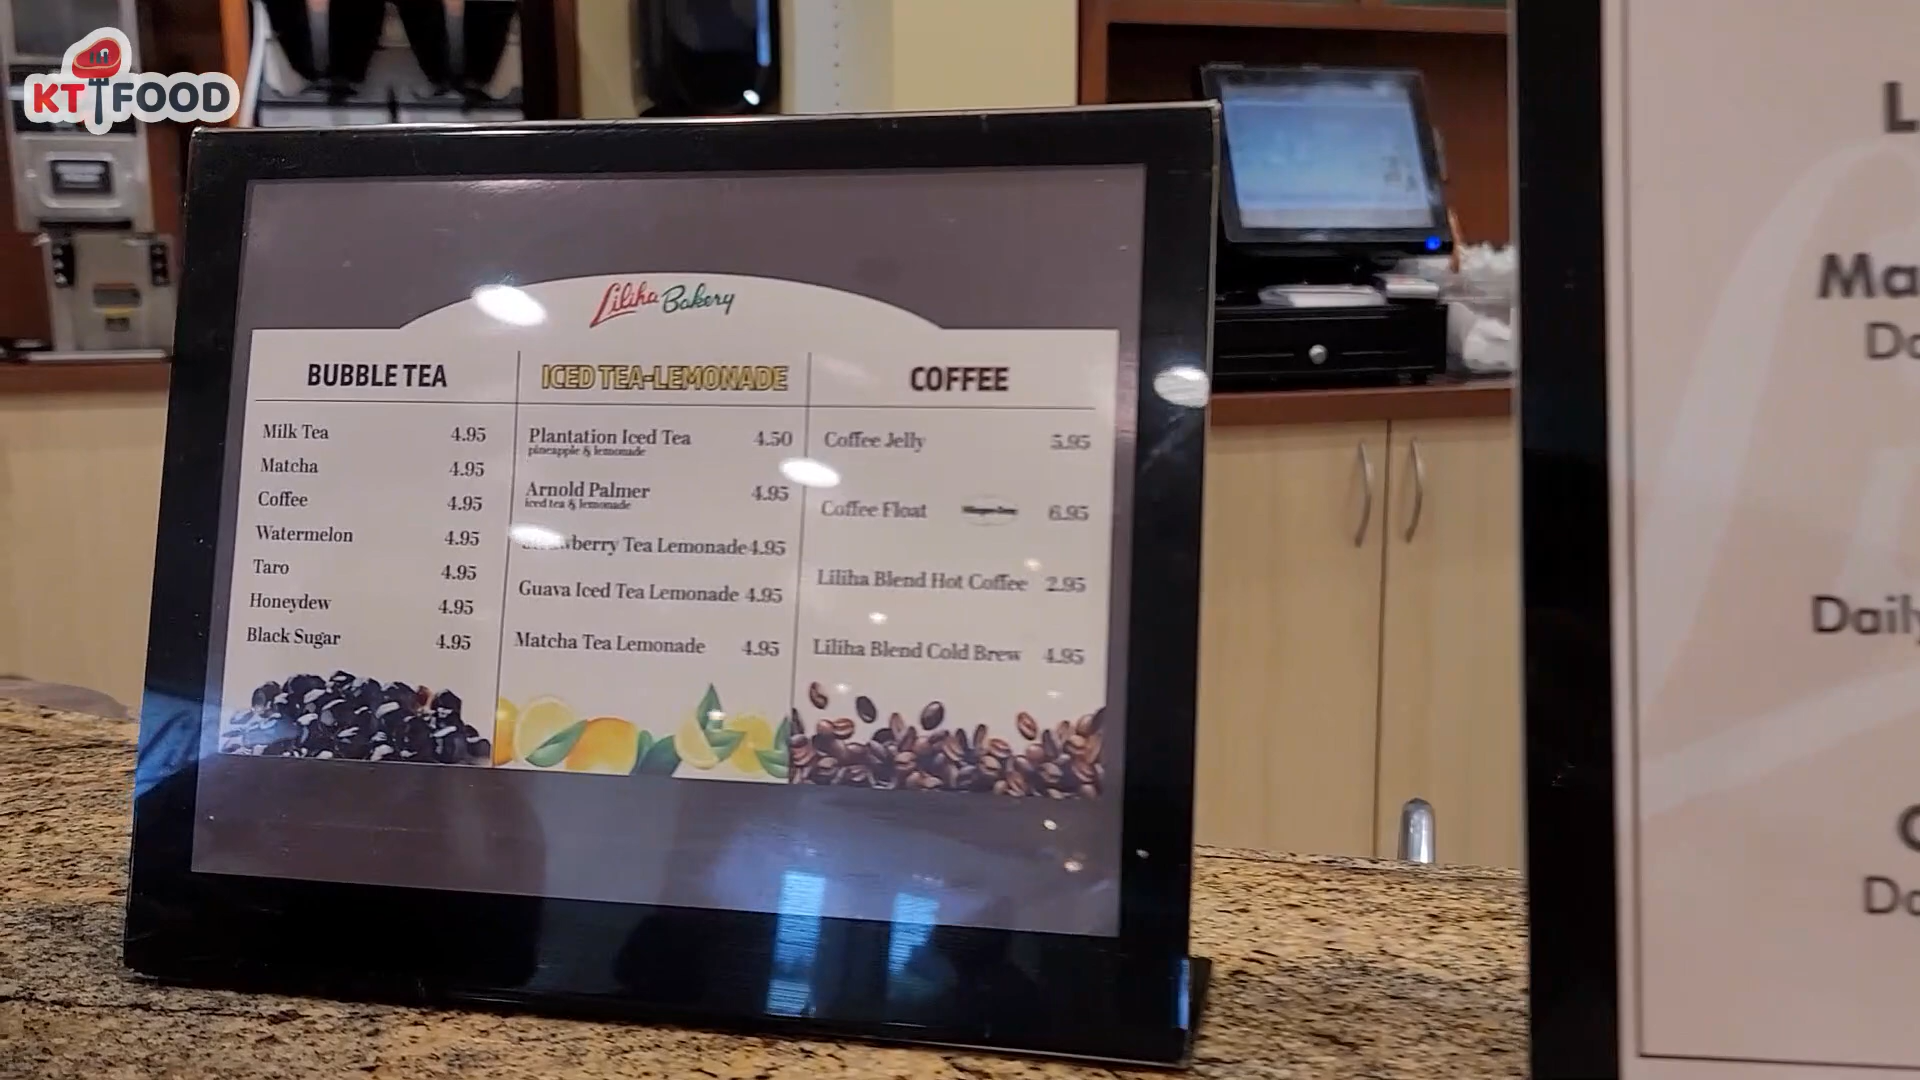 KT FOOD
Liliha Bakery
BUBBLE TEA
Milk Tea 4.95
Matcha 4.95
Coffee 4.95
Watermelon 4.95
Taro 4.95
Honeydew 4.95
Black Sugar 4.95
ICED TEA-LEMONADE
Plantation Iced Tea 4.50
pineapple & lemonade
Arnold Palmer 4.95
iced tea & lemonade
Tea Lemonade 4.95
Guava Iced Tea Lemonade 4.95
Matcha Tea Lemonade 4.95
COFFEE
Coffee Jelly 5.95
Coffee Float 6.95
Liliha Blend Hot Coffee 2.95
Liliha Blend Cold Brew 4.95
L
Ma
Do
Daily
Do